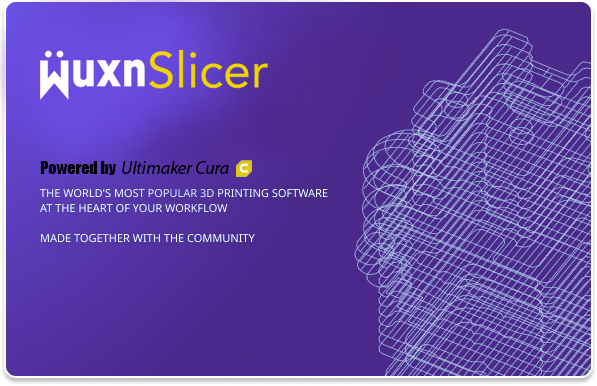 ẄuxnSlicer
Powered by Ultimaker Cura
THE WORLD'S MOST POPULAR 3D PRINTING SOFTWARE
AT THE HEART OF YOUR WORKFLOW
MADE TOGETHER WITH THE COMMUNITY